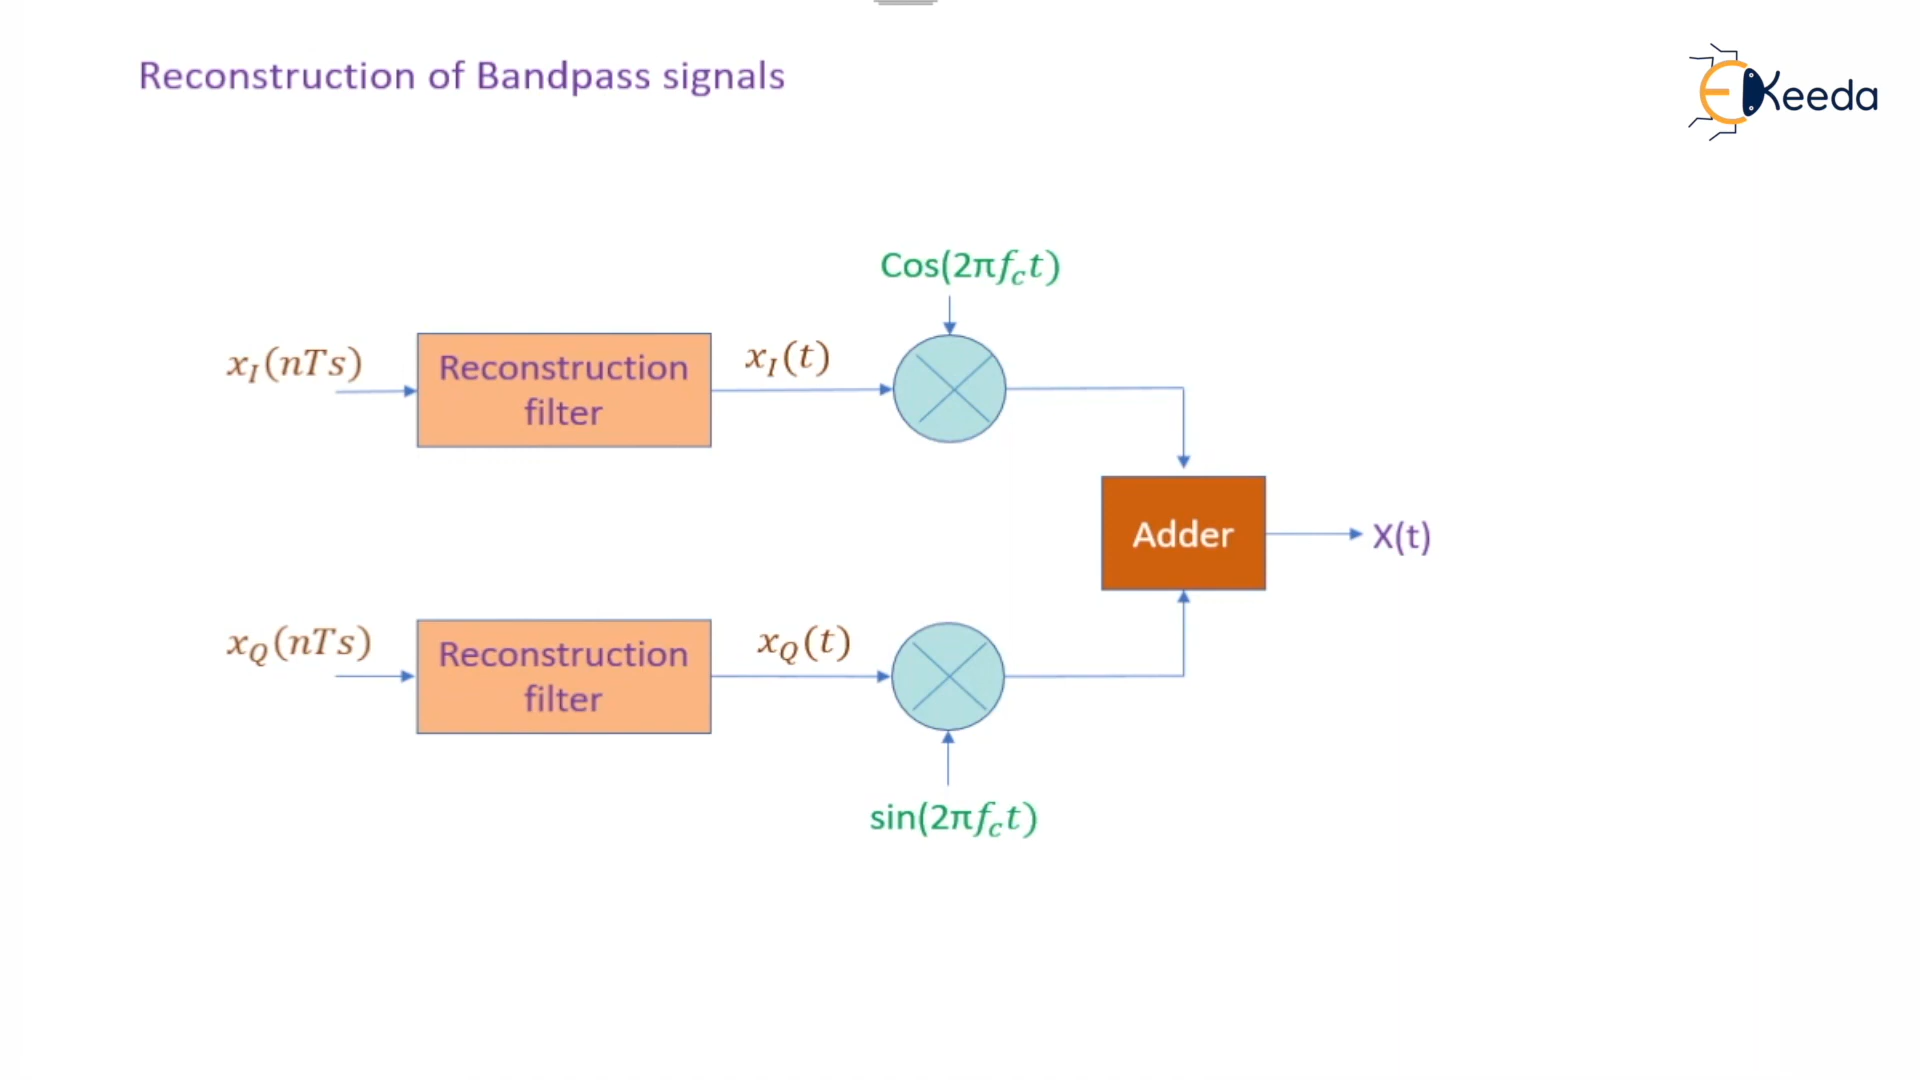 Reconstruction of Bandpass signals
EKeeda
Cos(2πf_c t)
x_I(nTs)
Reconstruction
filter
x_I(t)
Adder
X(t)
x_Q(nTs)
Reconstruction
filter
x_Q(t)
sin(2πf_c t)